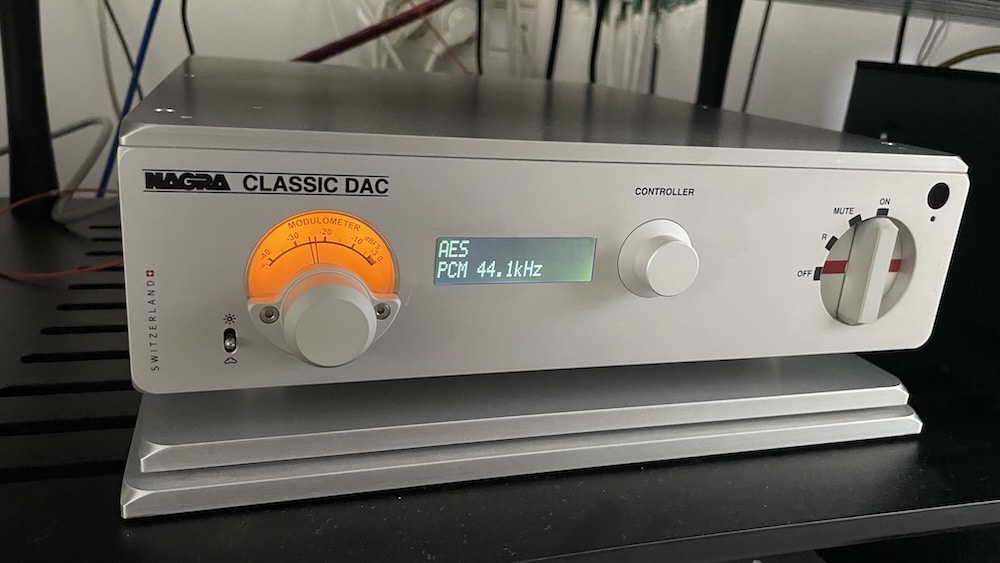 NAGRA CLASSIC DAC
MODULOMETER
-40 -30 -20 -10 -3 0
dBFS
AES
PCM 44.1kHz
CONTROLLER
OFF
R
MUTE
ON
SWITZERLAND